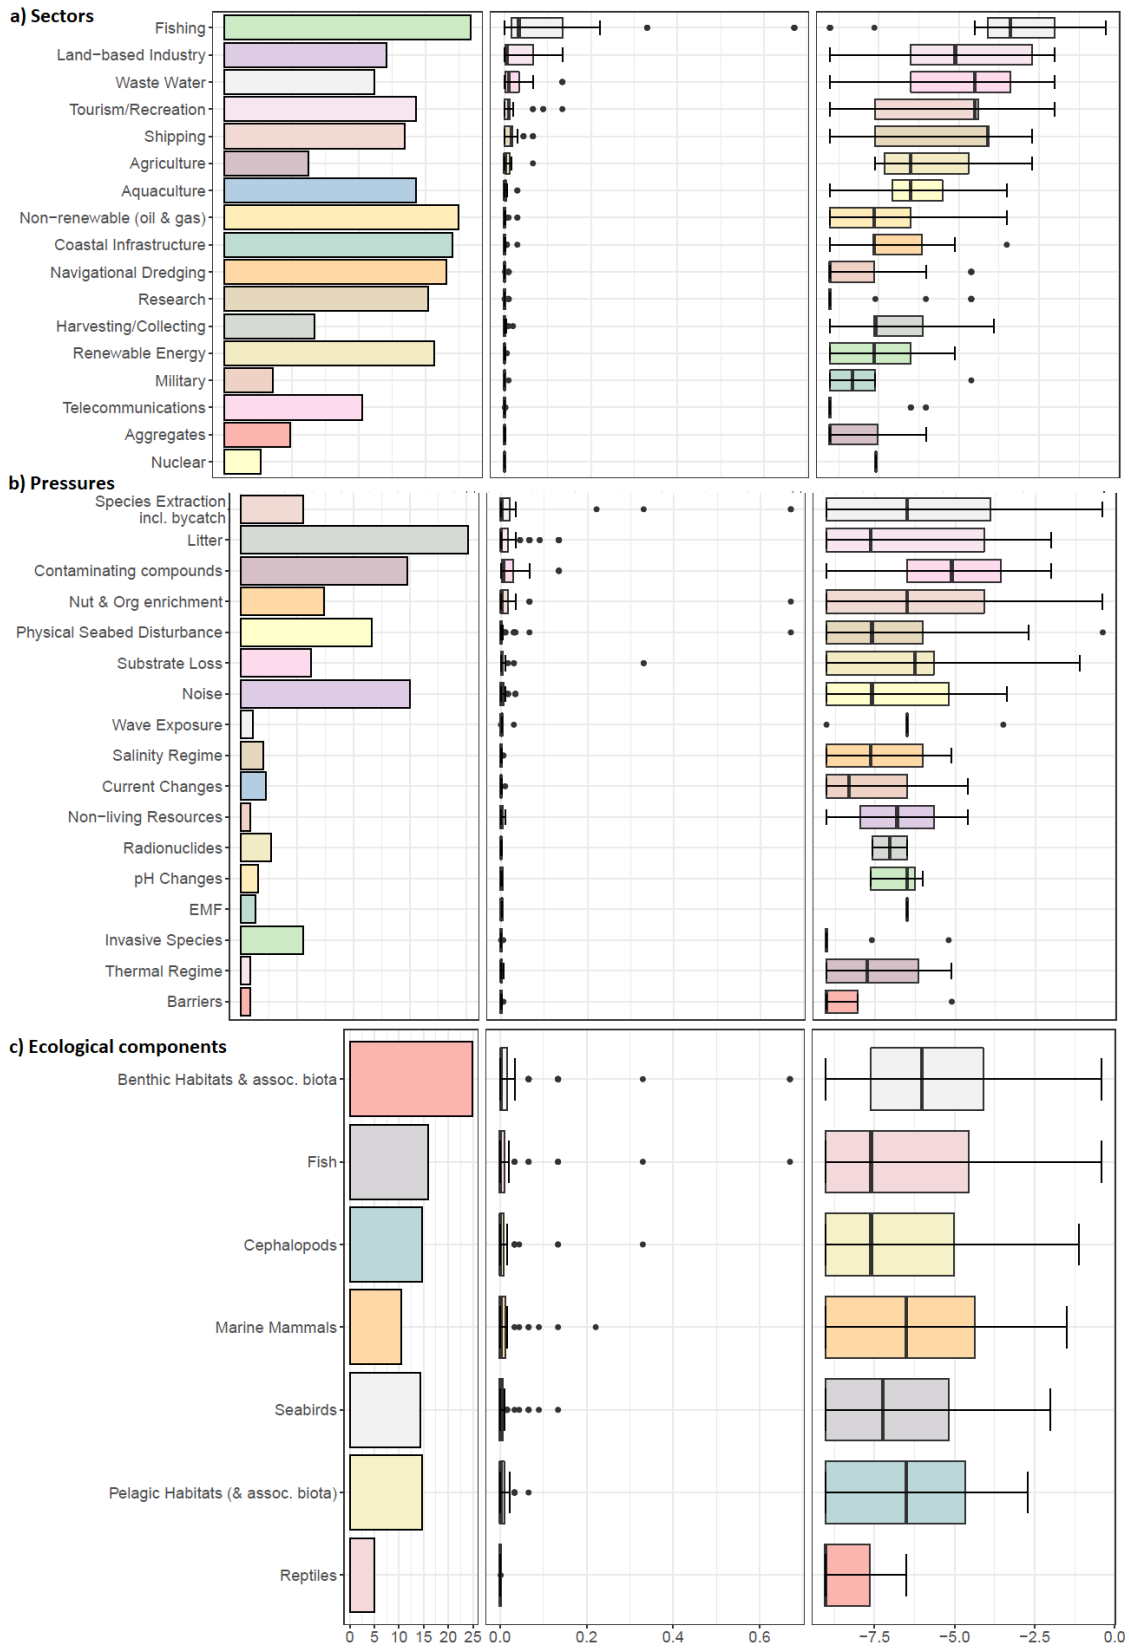 a) Sectors
Fishing
Land−based Industry
Waste Water
Tourism/Recreation
Shipping
Agriculture
Aquaculture
Non−renewable (oil & gas)
Coastal Infrastructure
Navigational Dredging
Research
Harvesting/Collecting
Renewable Energy
Military
Telecommunications
Aggregates
Nuclear
b) Pressures
Species Extraction
incl. bycatch
Litter
Contaminating compounds
Nut & Org enrichment
Physical Seabed Disturbance
Substrate Loss
Noise
Wave Exposure
Salinity Regime
Current Changes
Non−living Resources
Radionuclides
pH Changes
EMF
Invasive Species
Thermal Regime
Barriers
c) Ecological components
Benthic Habitats & assoc. biota
Fish
Cephalopods
Marine Mammals
Seabirds
Pelagic Habitats (& assoc. biota)
Reptiles
0 5 10 15 20 25 0.0 0.2 0.4 0.6 −7.5 −5.0 −2.5 0.0